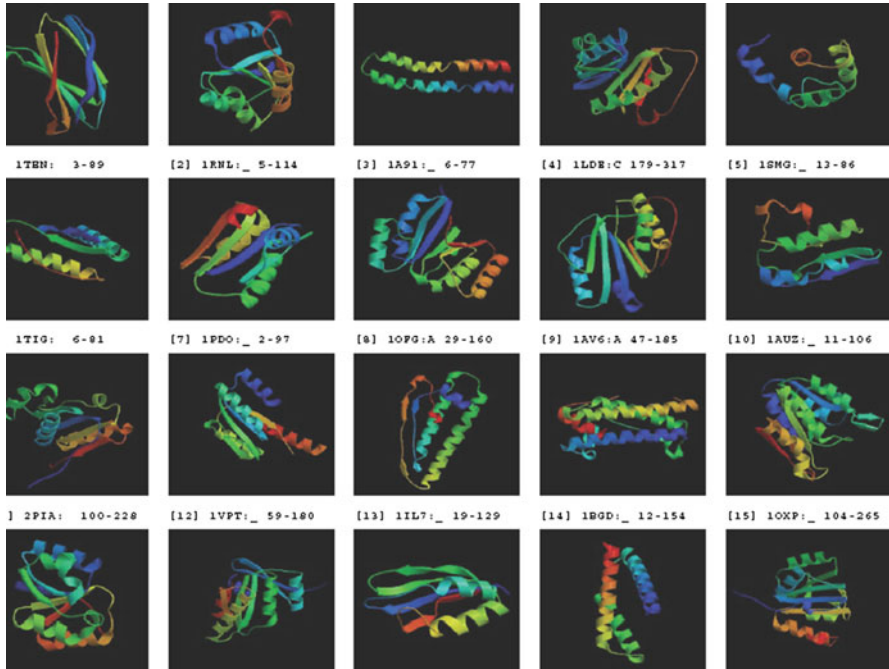 1TEN: 3-89 [2] 1RNL:_ 5-114 [3] 1A91:_ 6-77 [4] 1LDE:C 179-317 [5] 1SMG:_ 13-86
1TIG: 6-81 [7] 1PDO:_ 2-97 [8] 1OFG:A 29-160 [9] 1AV6:A 47-185 [10] 1AUZ:_ 11-106
] 2PIA: 100-228 [12] 1VPT:_ 59-180 [13] 1IL7:_ 19-129 [14] 1BGD:_ 12-154 [15] 1OXP:_ 104-265